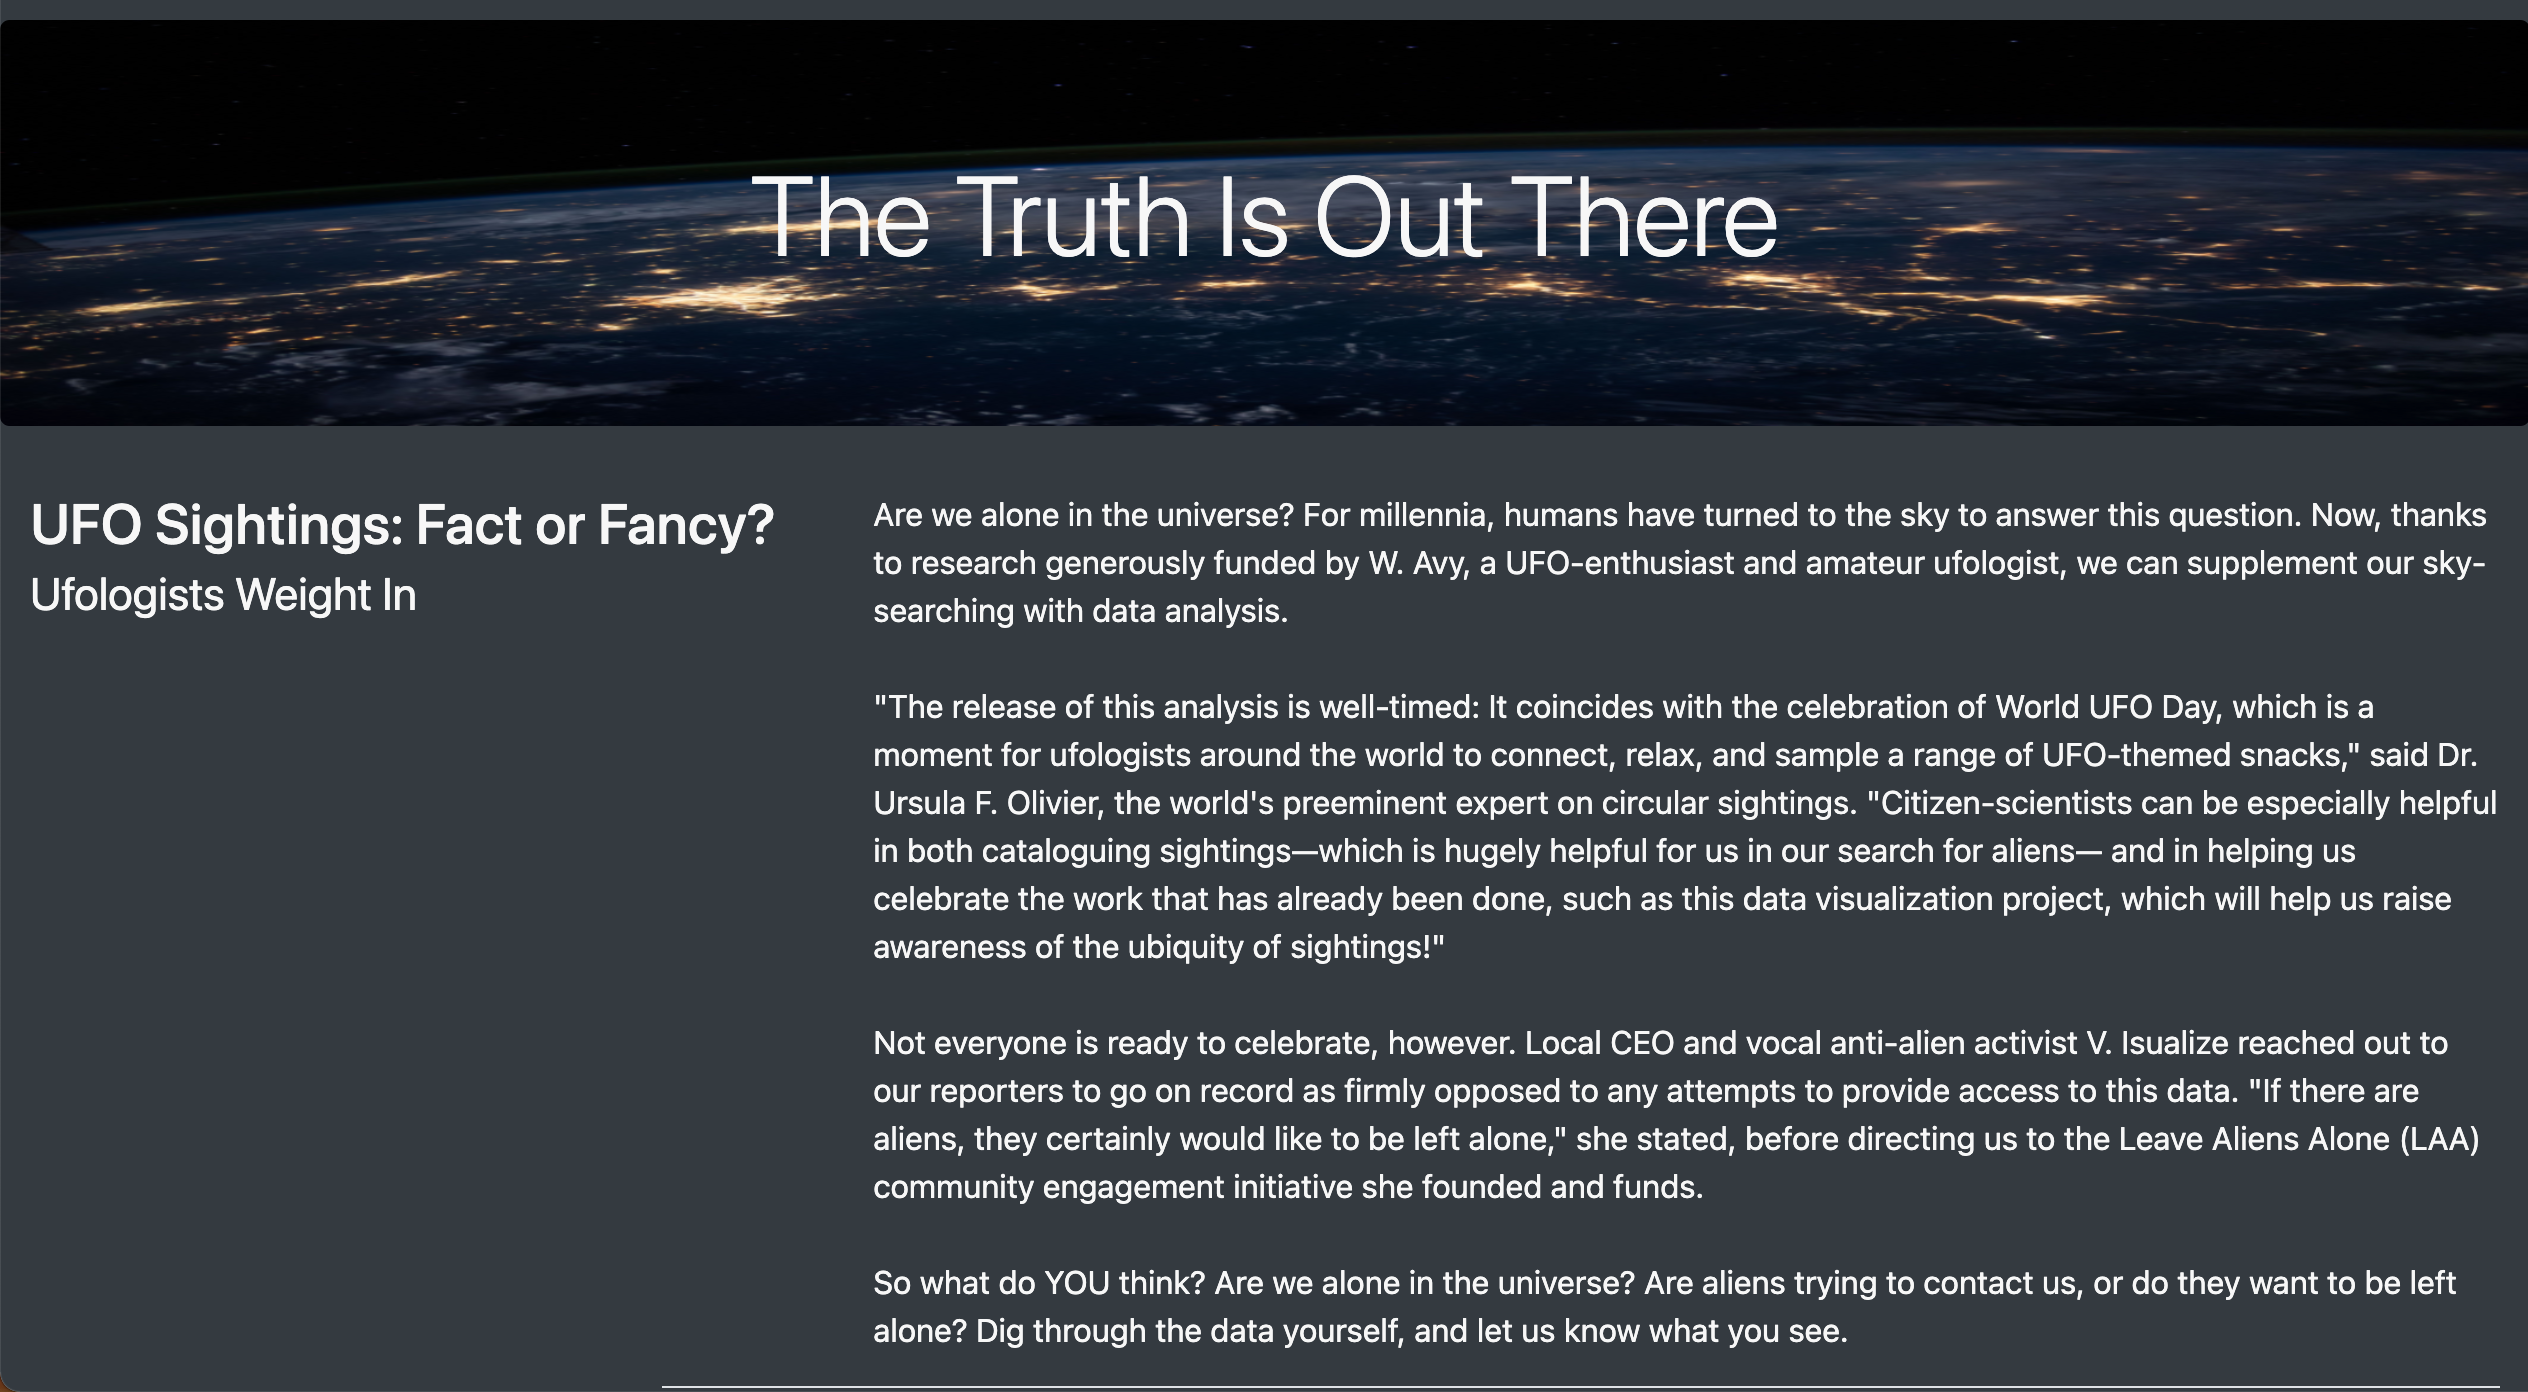 The Truth Is Out There
UFO Sightings: Fact or Fancy?
Ufologists Weight In
Are we alone in the universe? For millennia, humans have turned to the sky to answer this question. Now, thanks
to research generously funded by W. Avy, a UFO-enthusiast and amateur ufologist, we can supplement our sky-
searching with data analysis.
"The release of this analysis is well-timed: It coincides with the celebration of World UFO Day, which is a
moment for ufologists around the world to connect, relax, and sample a range of UFO-themed snacks," said Dr.
Ursula F. Olivier, the world's preeminent expert on circular sightings. "Citizen-scientists can be especially helpful
in both cataloguing sightings—which is hugely helpful for us in our search for aliens— and in helping us
celebrate the work that has already been done, such as this data visualization project, which will help us raise
awareness of the ubiquity of sightings!"
Not everyone is ready to celebrate, however. Local CEO and vocal anti-alien activist V. Isualize reached out to
our reporters to go on record as firmly opposed to any attempts to provide access to this data. "If there are
aliens, they certainly would like to be left alone," she stated, before directing us to the Leave Aliens Alone (LAA)
community engagement initiative she founded and funds.
So what do YOU think? Are we alone in the universe? Are aliens trying to contact us, or do they want to be left
alone? Dig through the data yourself, and let us know what you see.